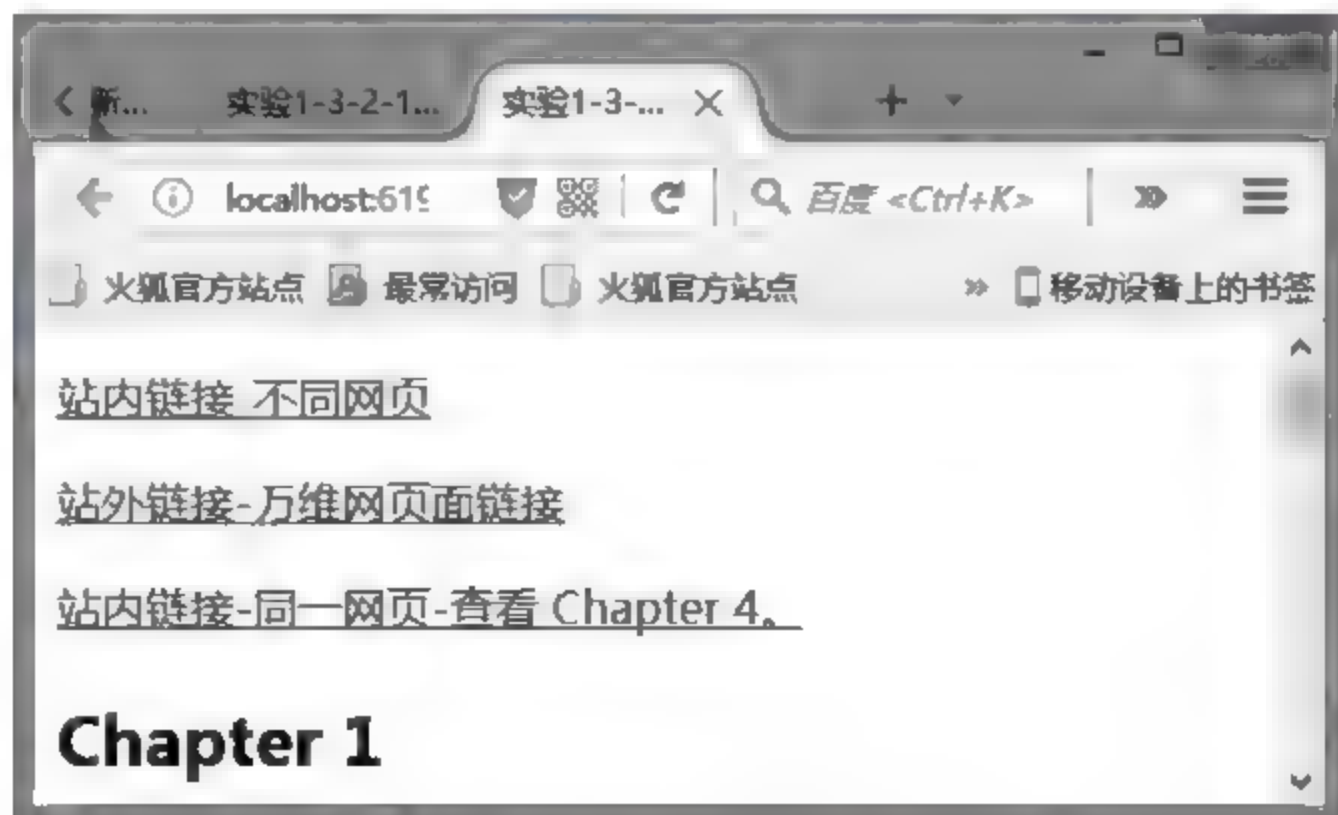 新... 实验1-3-2-1... 实验1-3-...
localhost:619 百度 <Ctrl+K>
火狐官方站点 最常访问 火狐官方站点 移动设备上的书签
站内链接 不同网页
站外链接-万维网页面链接
站内链接-同一网页-查看 Chapter 4。
Chapter 1